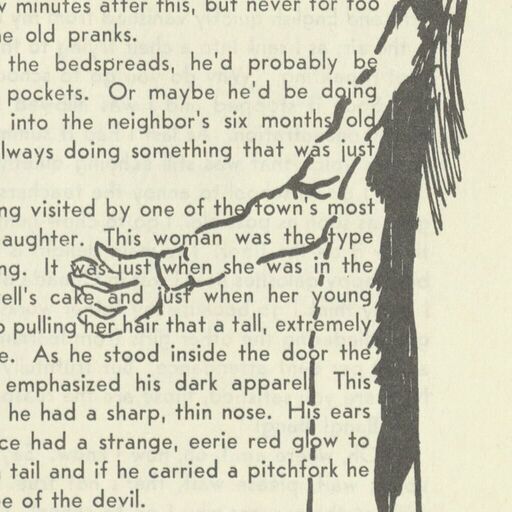 minutes after this, but never for too
e old pranks.
the bedspreads, he'd probably be
pockets. Or maybe he'd be doing
into the neighbor's six months old
lways doing something that was just
ng visited by one of the town's most
aughter. This woman was the type
ng. It was just when she was in the
ell's cake and just when her young
o pulling her hair that a tall, extremely
e. As he stood inside the door the
emphasized his dark apparel. This
he had a sharp, thin nose. His ears
ce had a strange, eerie red glow to
tail and if he carried a pitchfork he
e of the devil.